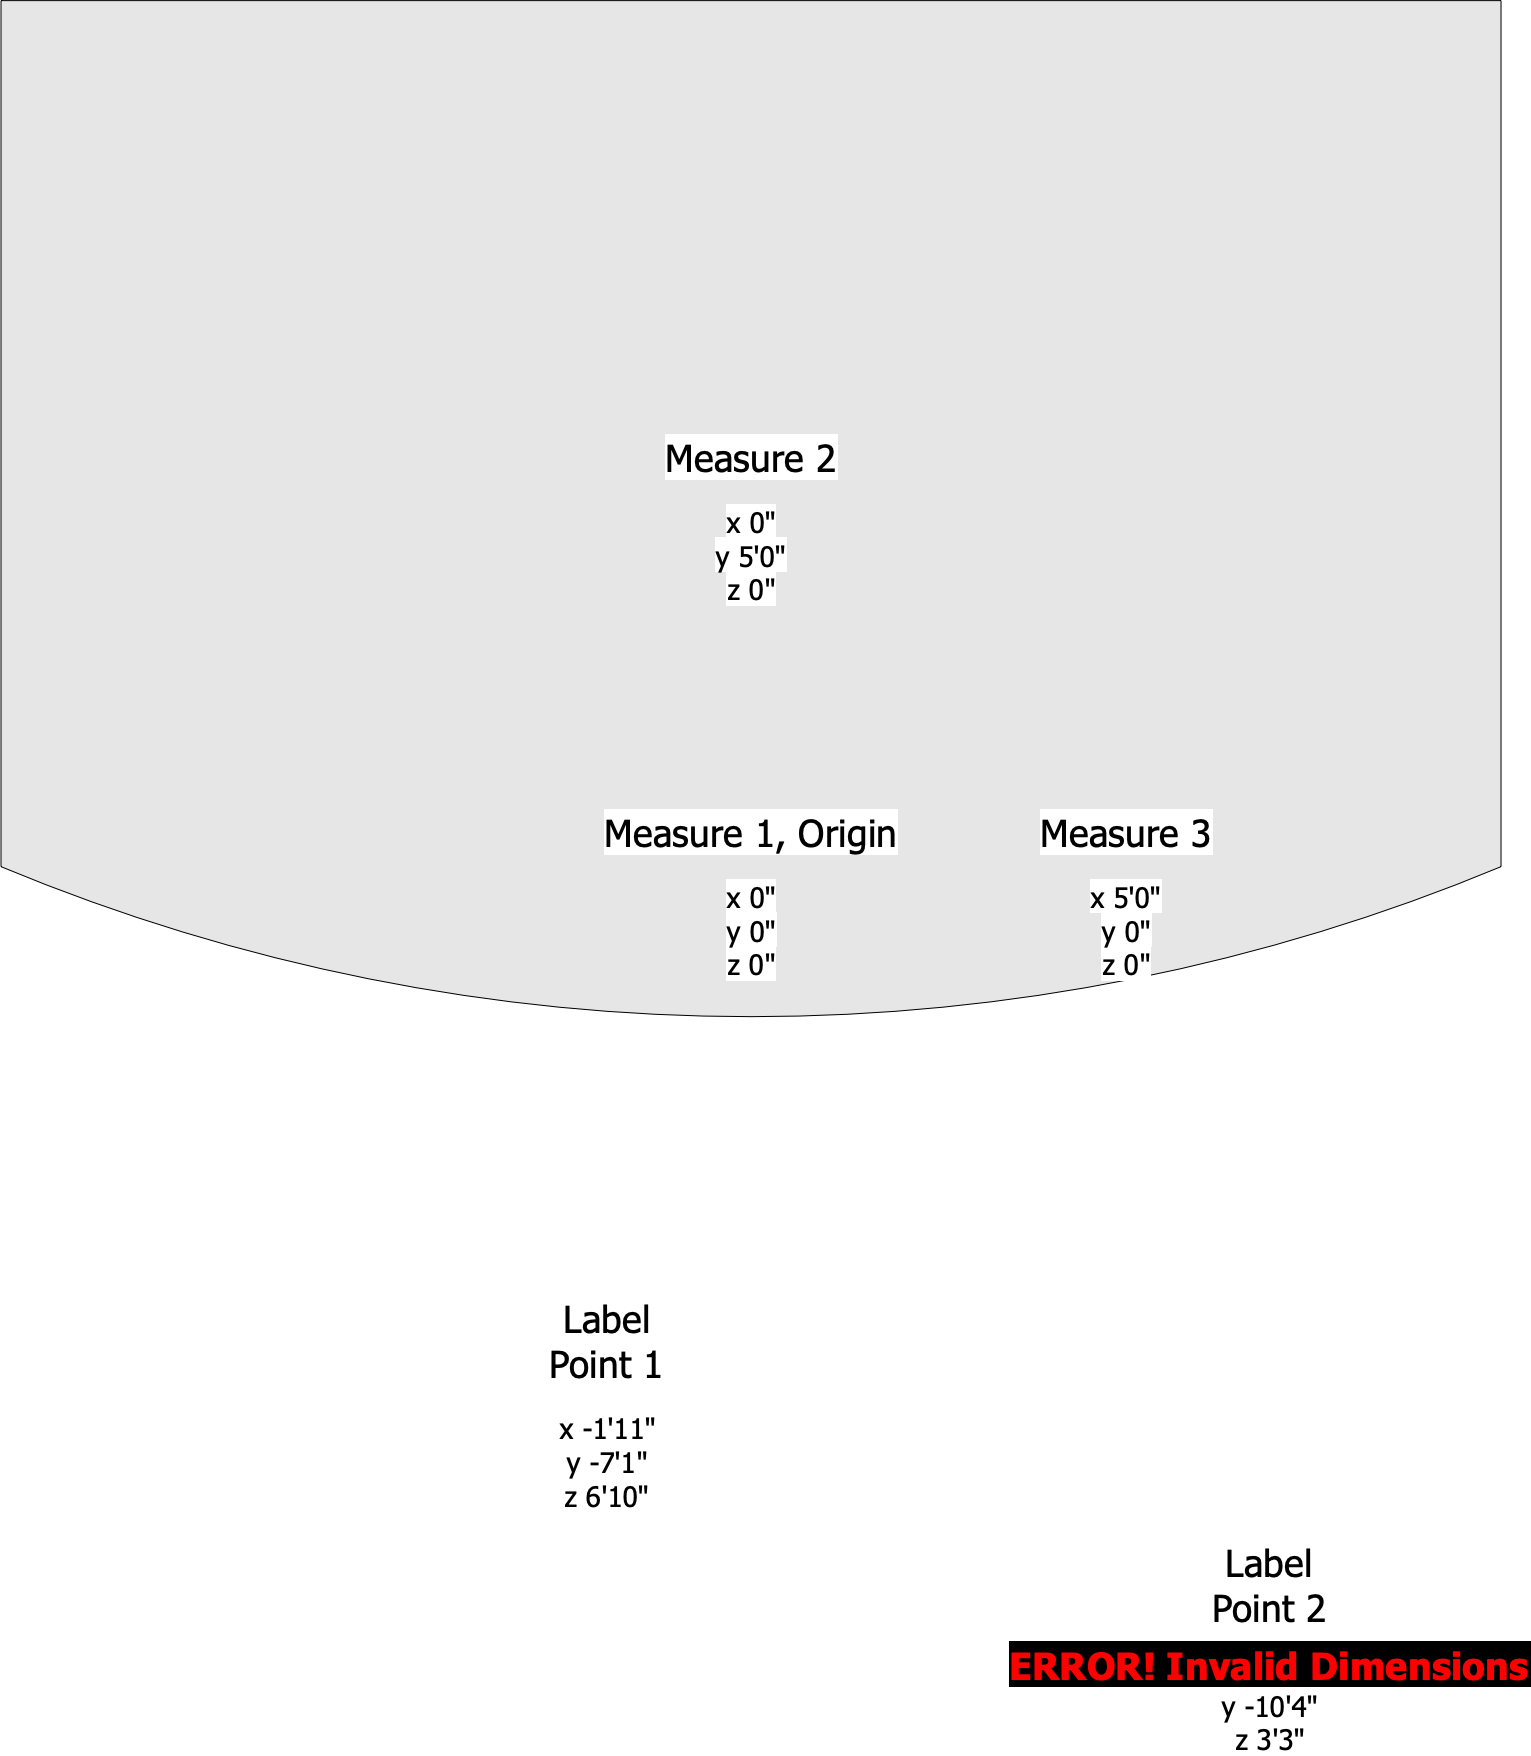 Measure 2
x 0"
y 5'0"
z 0"
Measure 1, Origin
x 0"
y 0"
z 0"
Measure 3
x 5'0"
y 0"
z 0"
Label
Point 1
x -1'11"
y -7'1"
z 6'10"
Label
Point 2
ERROR! Invalid Dimensions
y -10'4"
z 3'3"